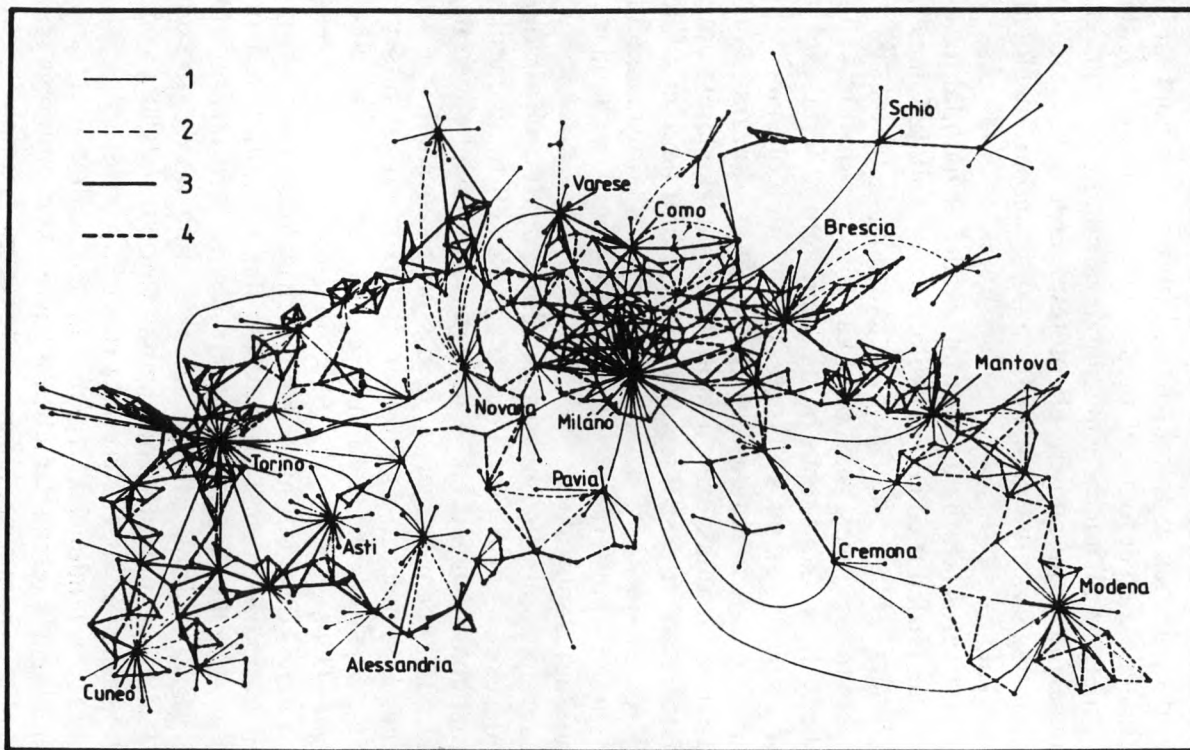 1
2
3
4
Schio
Varese
Como
Brescia
Mantova
Novara
Milano
Torino
Pavia
Asti
Cremona
Modena
Alessandria
Cuneo